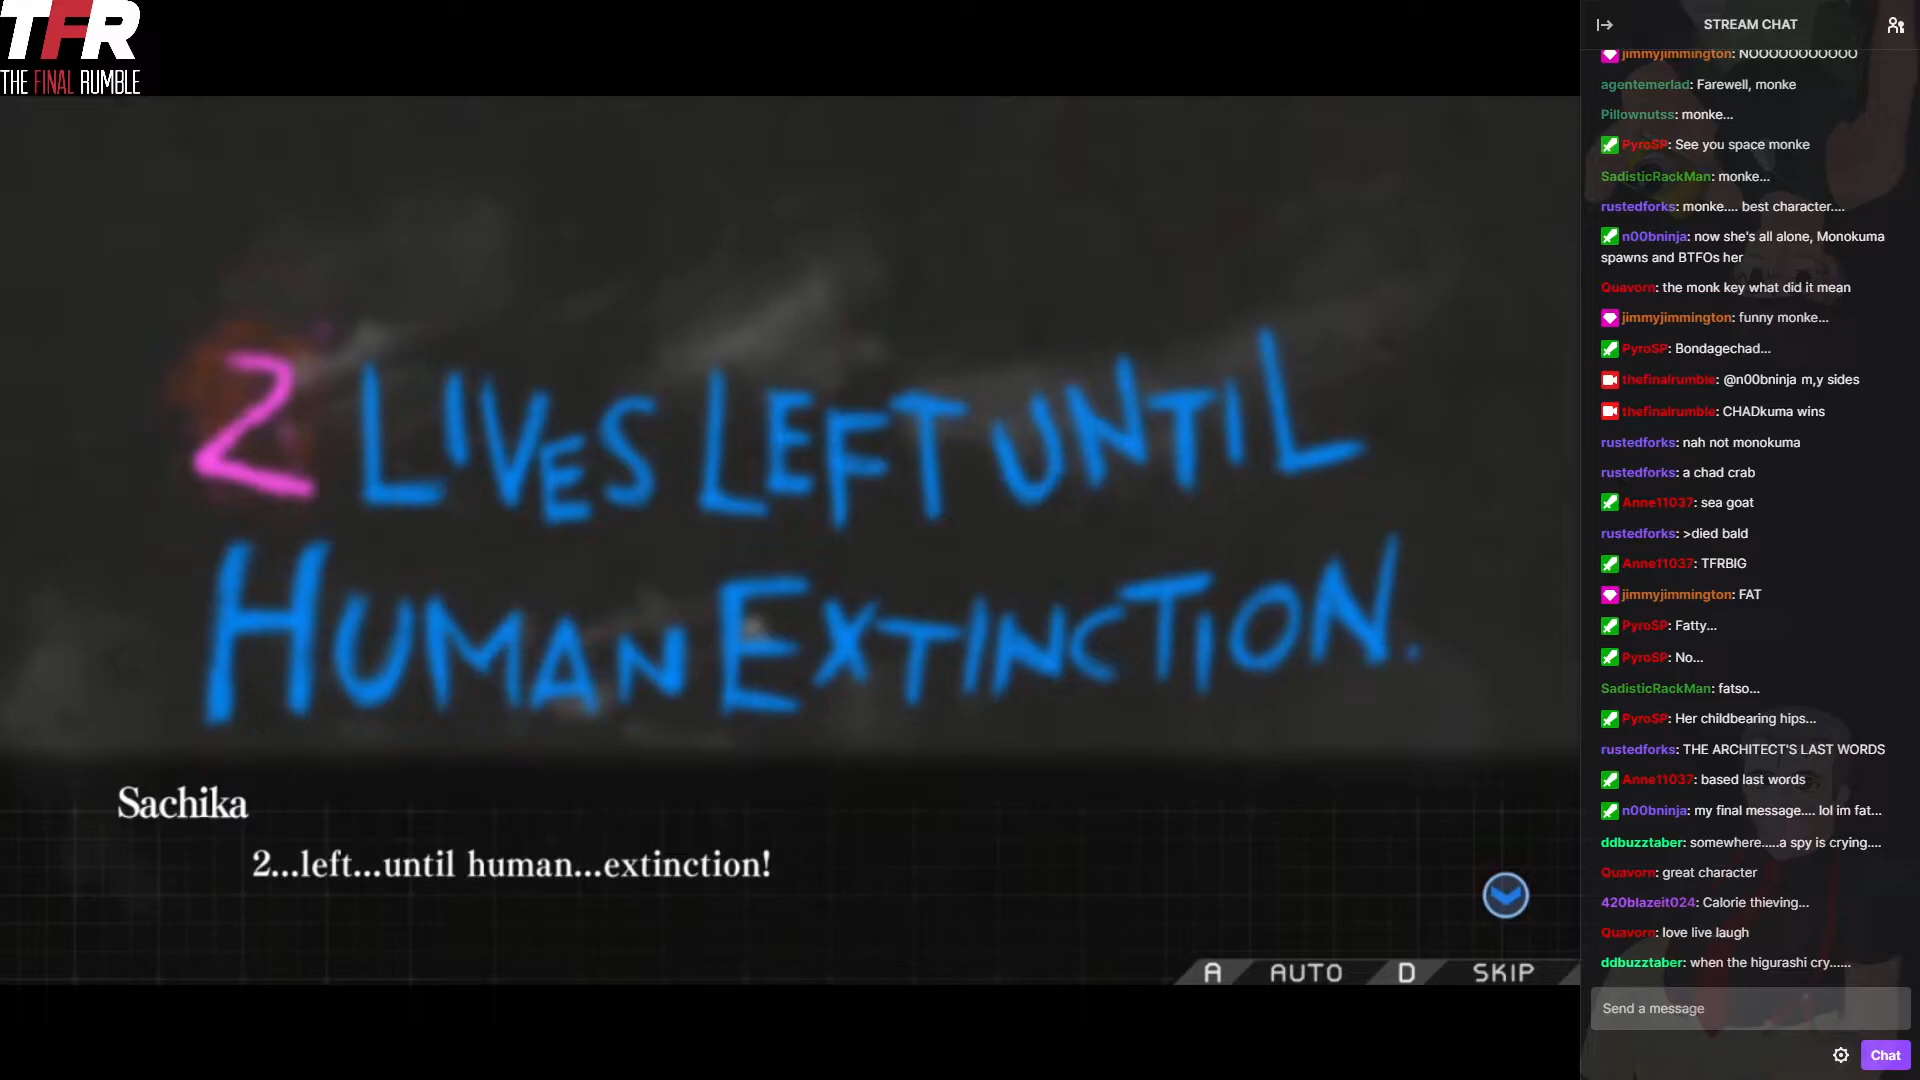 TFR
THE FINAL RUMBLE
2 LIVES LEFT UNTIL
HUMAN EXTINCTION.
Sachika
2...left...until human...extinction!
A AUTO D SKIP
STREAM CHAT
jimmyjimmington: NOOOOOOOOOOO
agentemerlad: Farewell, monke
Pillownutss: monke...
PyroSP: See you space monke
SadisticRackMan: monke...
rustedforks: monke.... best character....
n00bninja: now she's all alone, Monokuma
spawns and BTFOs her
Quavorn: the monk key what did it mean
jimmyjimmington: funny monke...
PyroSP: Bondagechad...
thefinalrumble: @n00bninja m,y sides
thefinalrumble: CHADkuma wins
rustedforks: nah not monokuma
rustedforks: a chad crab
Anne11037: sea goat
rustedforks: >died bald
Anne11037: TFRBIG
jimmyjimmington: FAT
PyroSP: Fatty...
PyroSP: No...
SadisticRackMan: fatso...
PyroSP: Her childbearing hips...
rustedforks: THE ARCHITECT'S LAST WORDS
Anne11037: based last words
n00bninja: my final message.... lol im fat...
ddbuzztaber: somewhere.....a spy is crying....
Quavorn: great character
420blazeit024: Calorie thieving...
Quavorn: love live laugh
ddbuzztaber: when the higurashi cry......
Send a message
Chat